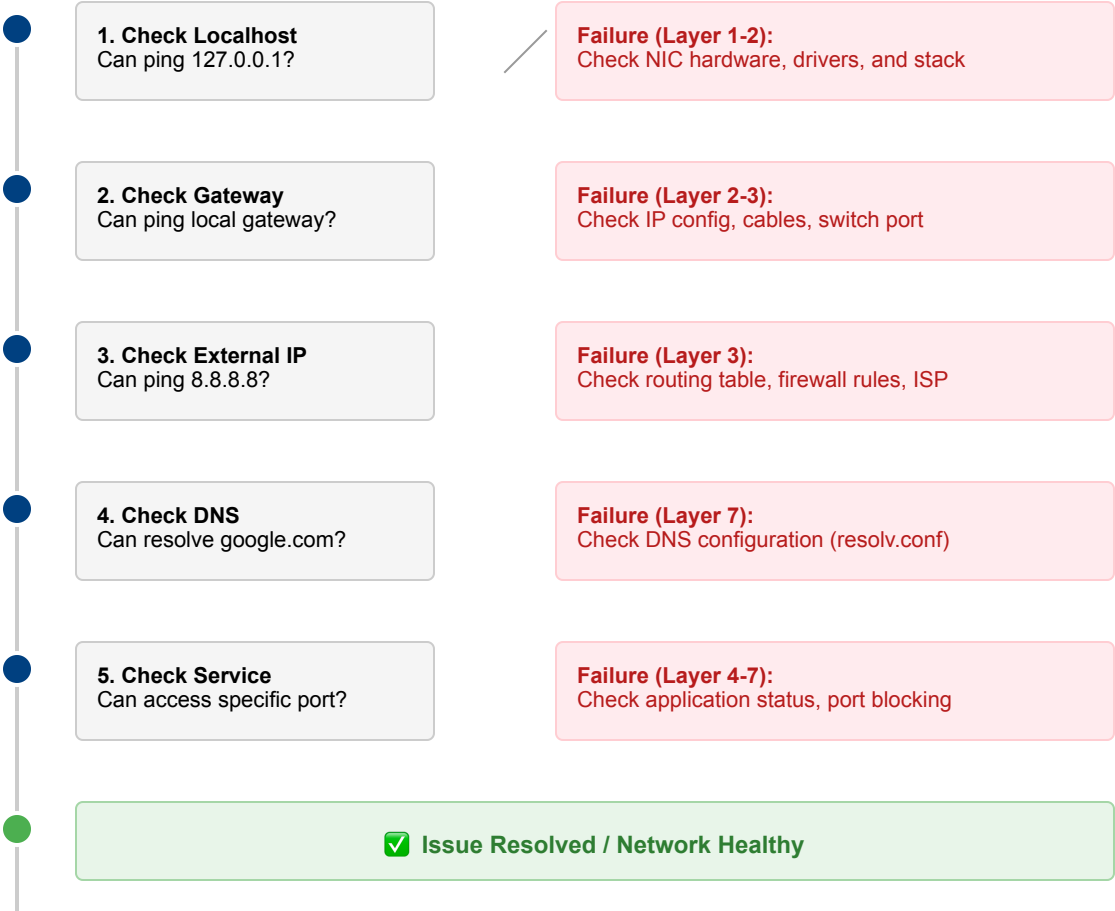 1. Check Localhost
Can ping 127.0.0.1?
Failure (Layer 1-2):
Check NIC hardware, drivers, and stack
2. Check Gateway
Can ping local gateway?
Failure (Layer 2-3):
Check IP config, cables, switch port
3. Check External IP
Can ping 8.8.8.8?
Failure (Layer 3):
Check routing table, firewall rules, ISP
4. Check DNS
Can resolve google.com?
Failure (Layer 7):
Check DNS configuration (resolv.conf)
5. Check Service
Can access specific port?
Failure (Layer 4-7):
Check application status, port blocking
✅ Issue Resolved / Network Healthy